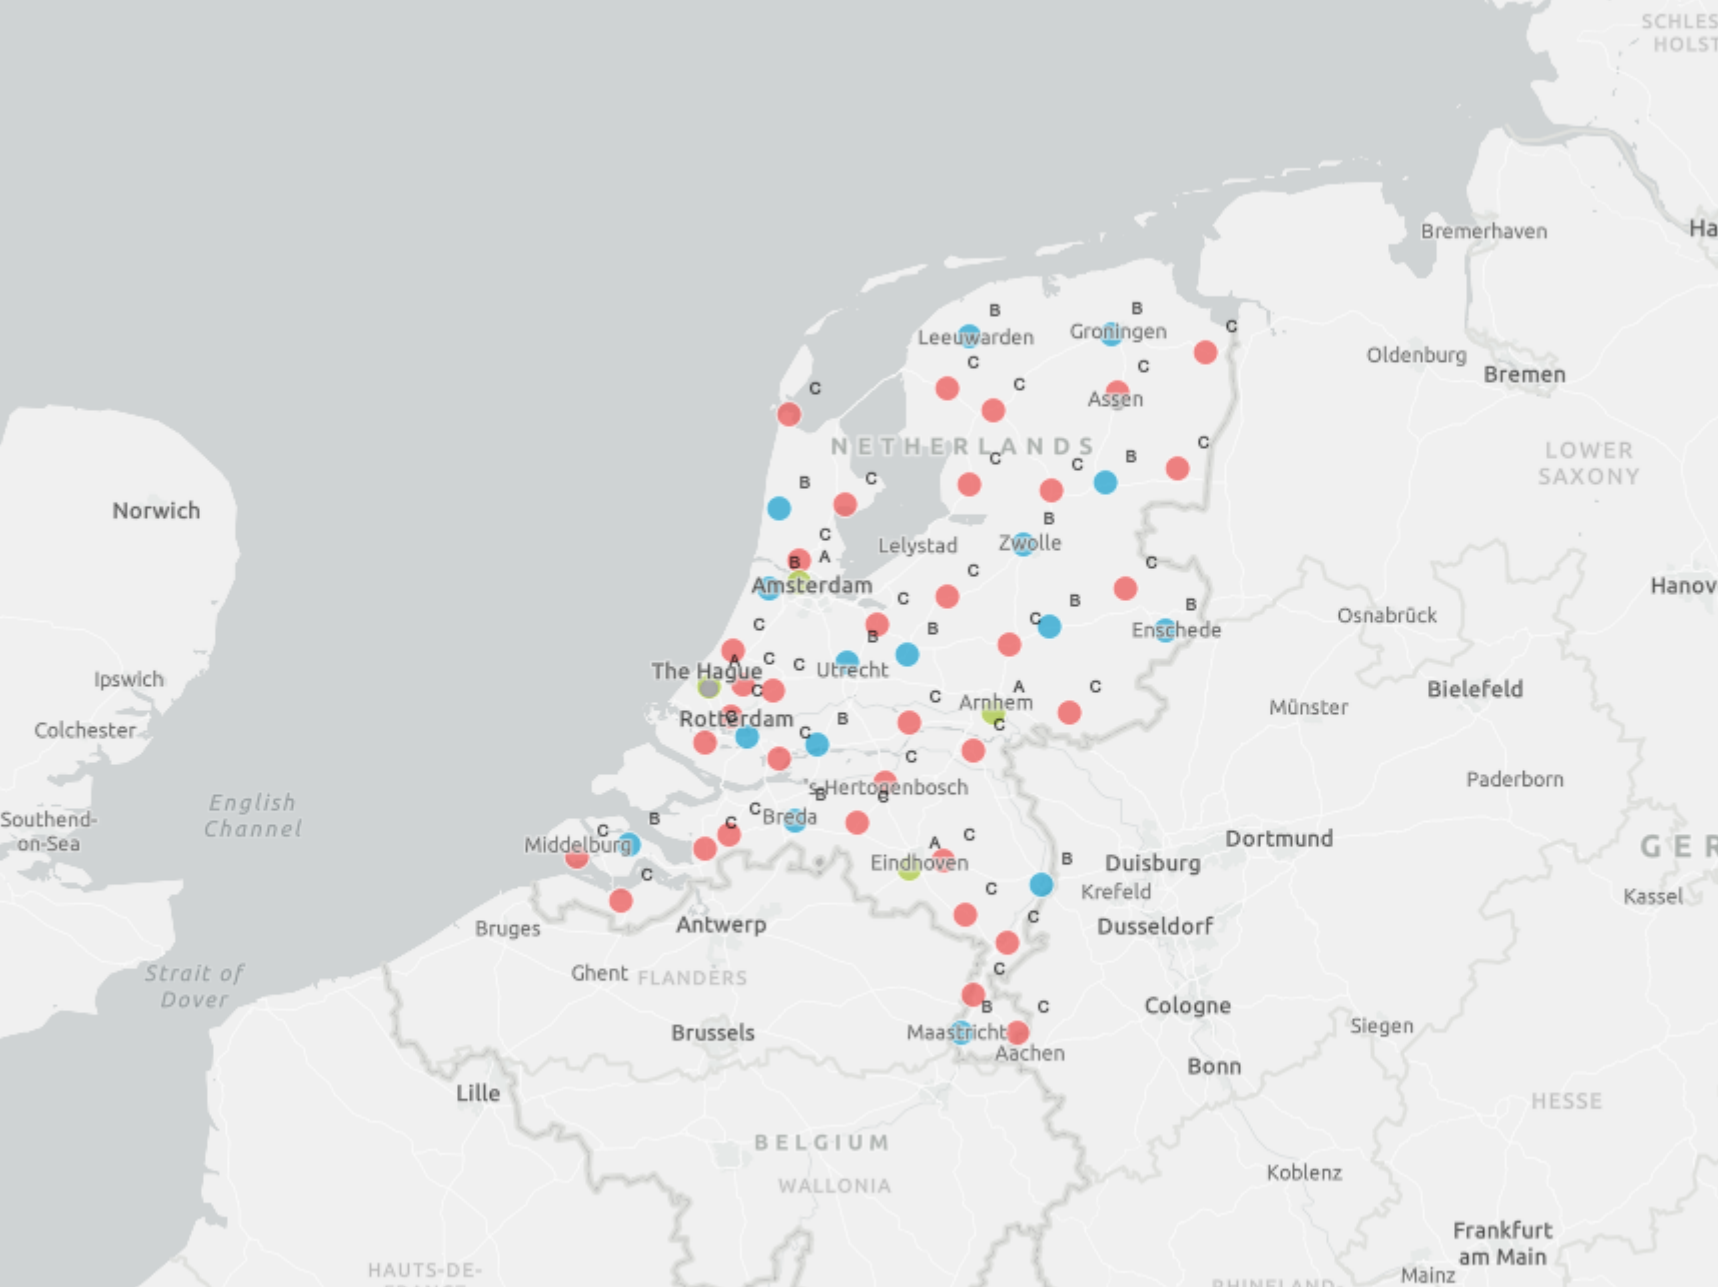 SCHLES
HOLST
Ha
Bremerhaven
B
B
Leeuwarden
Groningen
C
Oldenburg
Bremen
C
C
C
C
Assen
NETHERLANDS
C
LOWER
SAXONY
C
C
B
B
C
Norwich
B
C
A
B
Lelystad
Zwolle
Amsterdam
C
C
Hanov
C
B
B
C
Osnabrück
C
B
B
Enschede
A
C
C
The Hague
Utrecht
Ipswich
C
C
A
C
Bielefeld
Arnhem
Münster
Colchester
C
Rotterdam
B
C
C
C
's-Hertogenbosch
Paderborn
English
Channel
B
C
C
C
Breda
Southend-
on-Sea
B
C
Middelburg
A
C
Dortmund
GER
Eindhoven
B
Duisburg
C
C
Krefeld
Kassel
C
Bruges
Antwerp
Dusseldorf
Strait of
Dover
Ghent
FLANDERS
C
B
C
Cologne
Brussels
Maastricht
Siegen
Aachen
Bonn
Lille
HESSE
BELGIUM
Koblenz
WALLONIA
Frankfurt
am Main
HAUTS-DE-
Mainz
RHINELAND-